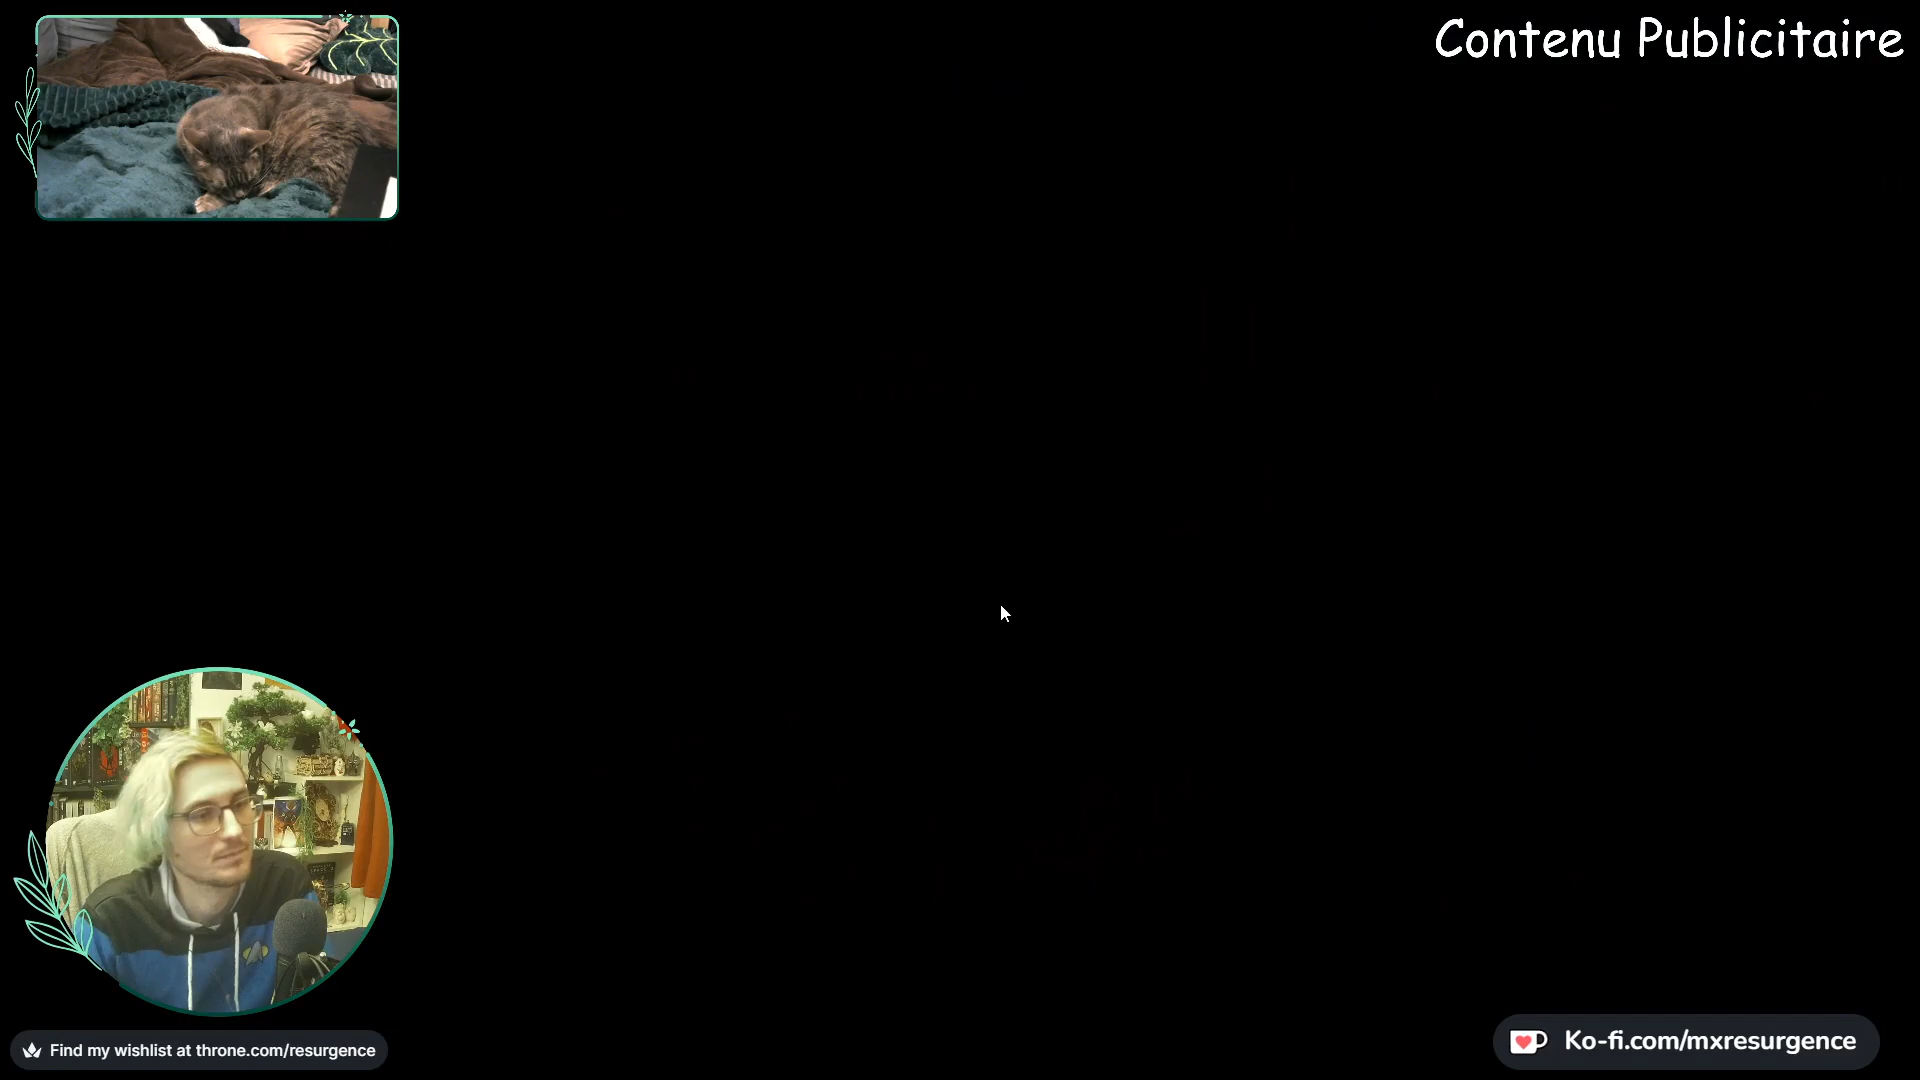 Contenu Publicitaire
Find my wishlist at throne.com/resurgence
Ko-fi.com/mxresurgence